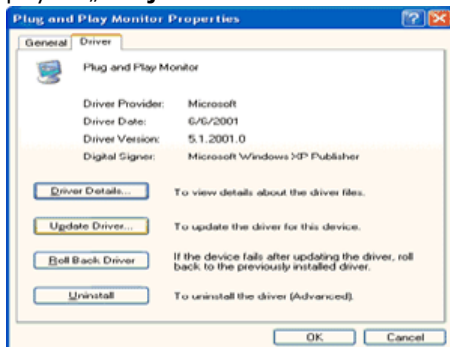 Plug and Play Monitor Properties
General Driver
Plug and Play Monitor
Driver Provider: Microsoft
Driver Date: 6/6/2001
Driver Version: 5.1.2001.0
Digital Signer: Microsoft Windows XP Publisher
Driver Details... To view details about the driver files.
Update Driver... To update the driver for this device.
Roll Back Driver If the device fails after updating the driver, roll
back to the previously installed driver.
Uninstall To uninstall the driver (Advanced).
OK Cancel